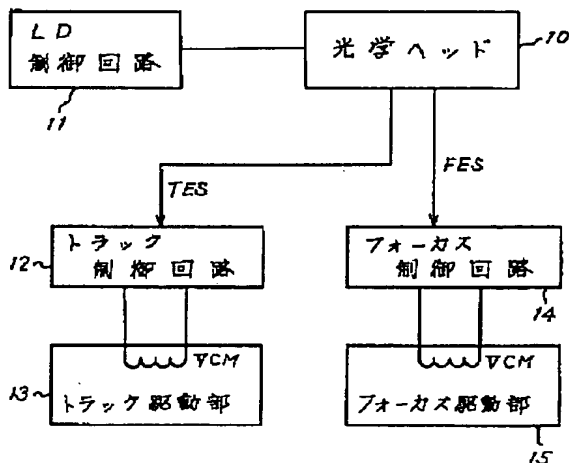 LD
制御回路
11
光学ヘッド
10
TES
FES
トラック
制御回路
12
フォーカス
制御回路
14
VCM
トラック駆動部
13
VCM
フォーカス駆動部
15